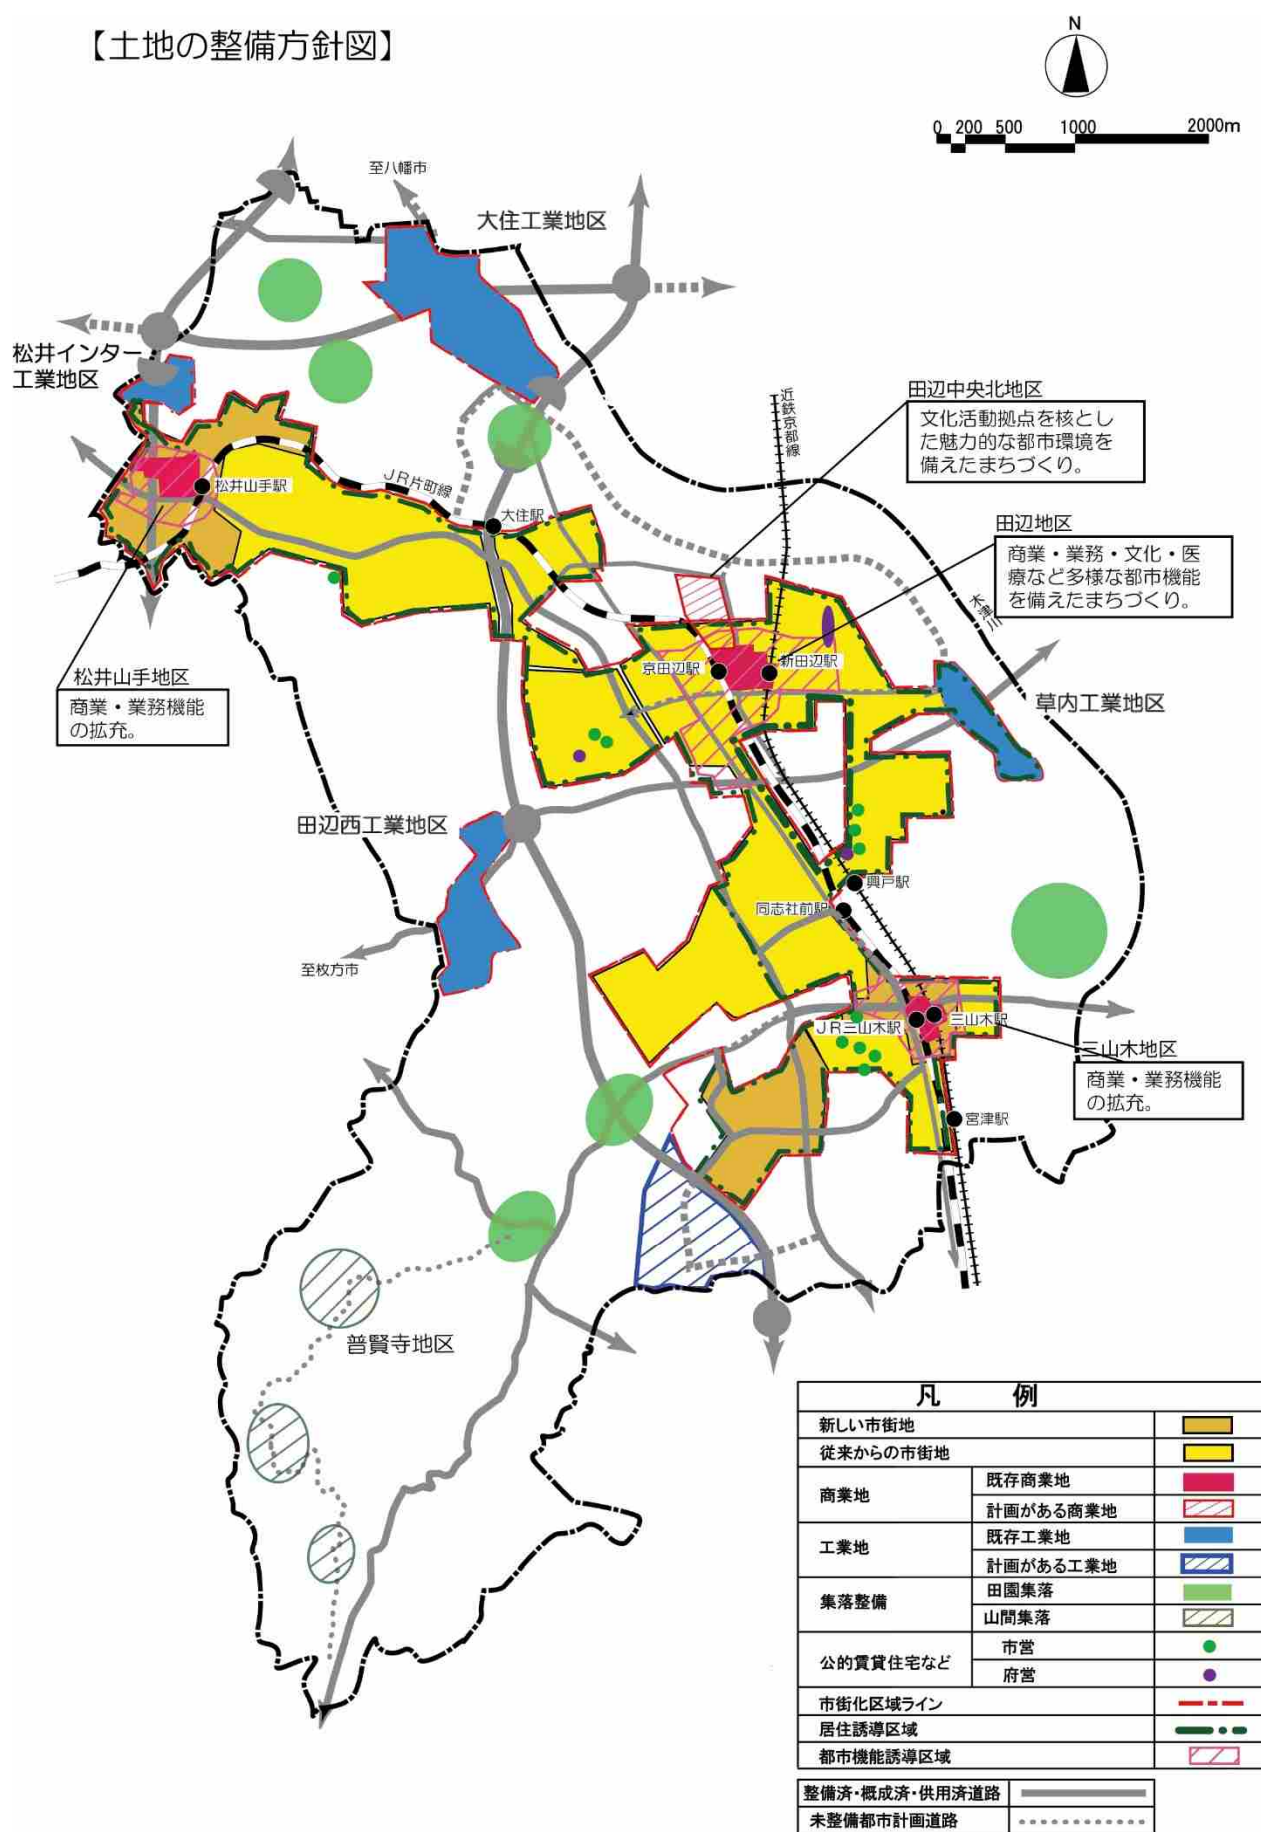 【土地の整備方針図】
N
0 200 500 1000 2000m
至八幡市
大住工業地区
松井インター
工業地区
田辺中央北地区
文化活動拠点を核とし
た魅力的な都市環境を
備えたまちづくり。
近鉄京都線
JR片町線
松井山手駅
大住駅
田辺地区
商業・業務・文化・医
療など多様な都市機能
を備えたまちづくり。
木津川
京田辺駅
新田辺駅
松井山手地区
商業・業務機能
の拡充。
草内工業地区
田辺西工業地区
興戸駅
同志社前駅
至枚方市
JR三山木駅
三山木駅
三山木地区
商業・業務機能
の拡充。
宮津駅
普賢寺地区
凡 例
新しい市街地
従来からの市街地
商業地
既存商業地
計画がある商業地
工業地
既存工業地
計画がある工業地
集落整備
田園集落
山間集落
公的賃貸住宅など
市営
府営
市街化区域ライン
居住誘導区域
都市機能誘導区域
整備済・概成済・供用済道路
未整備都市計画道路